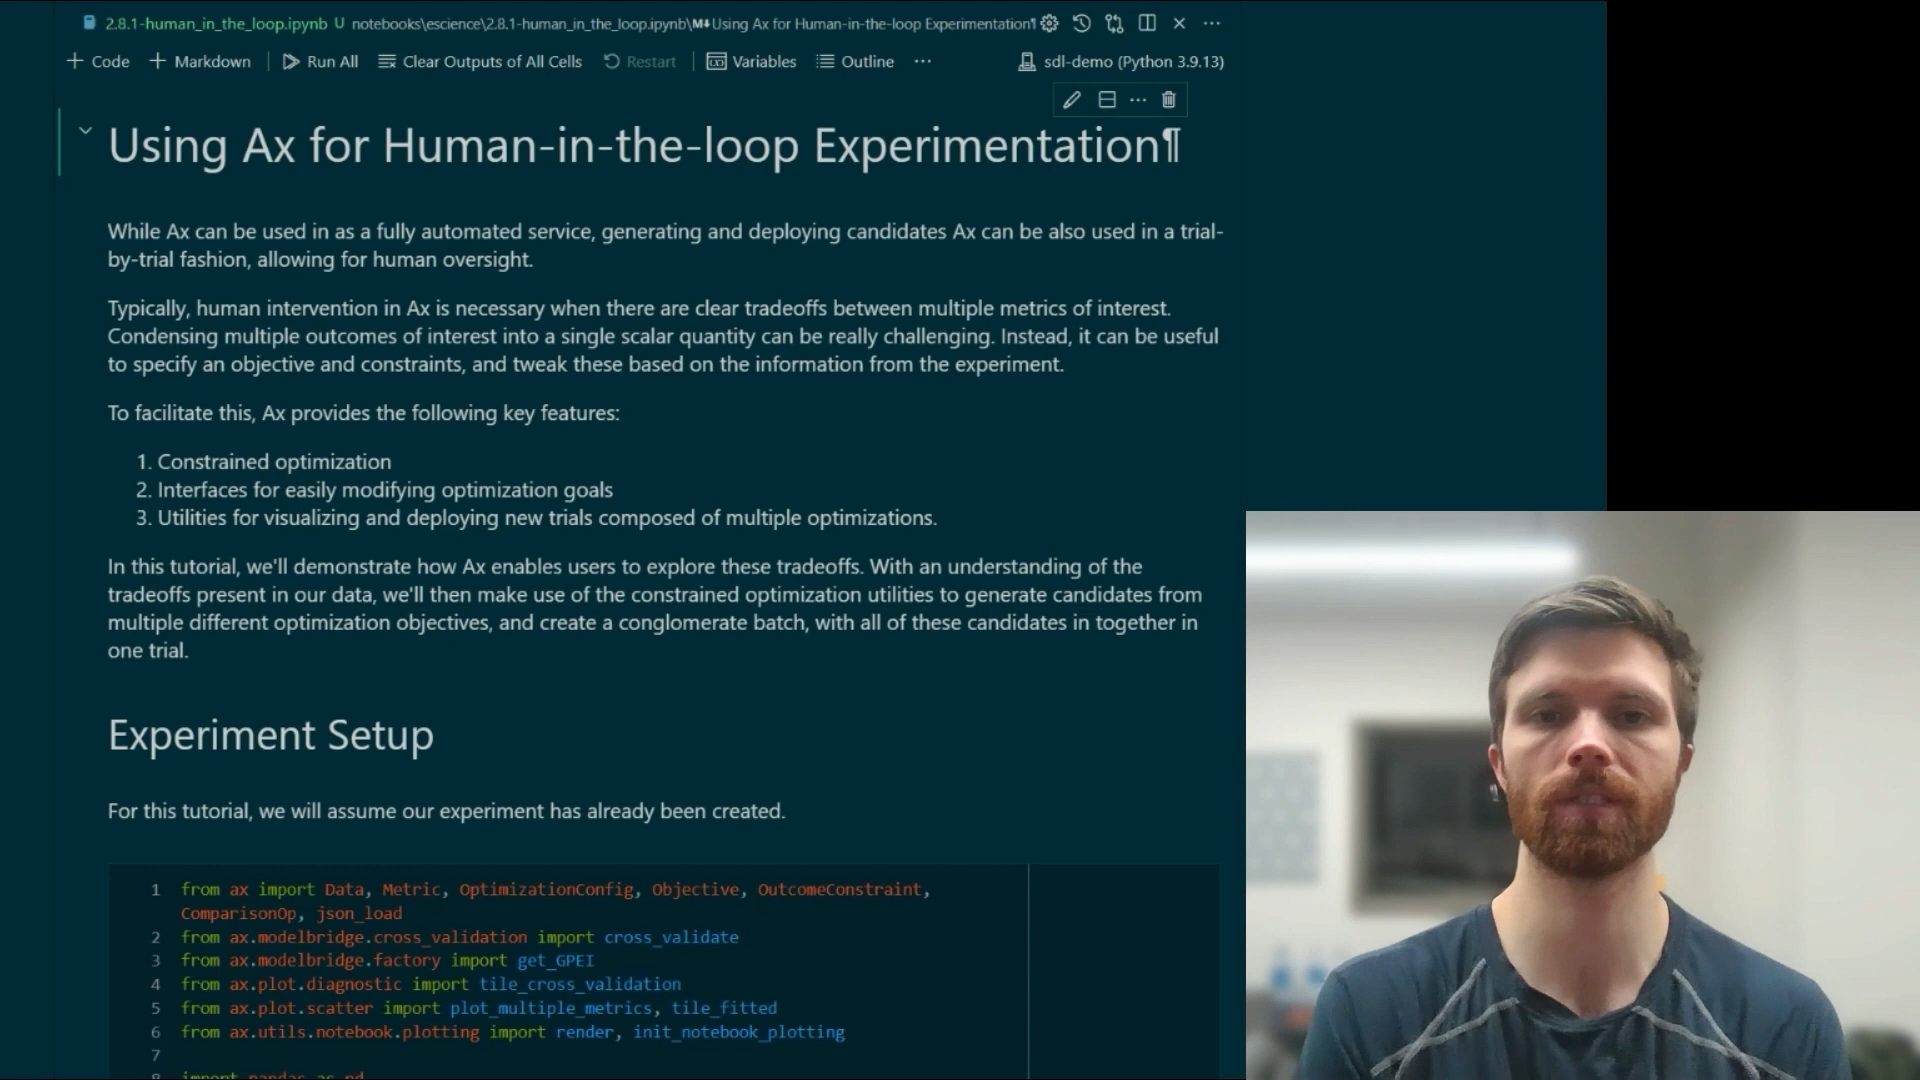 2.8.1-human_in_the_loop.ipynb U notebooks\escience\2.8.1-human_in_the_loop.ipynb\M↓Using Ax for Human-in-the-loop Experimentation¶
+ Code + Markdown Run All Clear Outputs of All Cells Restart Variables Outline ··· sdl-demo (Python 3.9.13)
Using Ax for Human-in-the-loop Experimentation¶
While Ax can be used in as a fully automated service, generating and deploying candidates Ax can be also used in a trial-
by-trial fashion, allowing for human oversight.
Typically, human intervention in Ax is necessary when there are clear tradeoffs between multiple metrics of interest.
Condensing multiple outcomes of interest into a single scalar quantity can be really challenging. Instead, it can be useful
to specify an objective and constraints, and tweak these based on the information from the experiment.
To facilitate this, Ax provides the following key features:
1. Constrained optimization
2. Interfaces for easily modifying optimization goals
3. Utilities for visualizing and deploying new trials composed of multiple optimizations.
In this tutorial, we'll demonstrate how Ax enables users to explore these tradeoffs. With an understanding of the
tradeoffs present in our data, we'll then make use of the constrained optimization utilities to generate candidates from
multiple different optimization objectives, and create a conglomerate batch, with all of these candidates in together in
one trial.
Experiment Setup
For this tutorial, we will assume our experiment has already been created.
1 from ax import Data, Metric, OptimizationConfig, Objective, OutcomeConstraint,
ComparisonOp, json_load
2 from ax.modelbridge.cross_validation import cross_validate
3 from ax.modelbridge.factory import get_GPEI
4 from ax.plot.diagnostic import tile_cross_validation
5 from ax.plot.scatter import plot_multiple_metrics, tile_fitted
6 from ax.utils.notebook.plotting import render, init_notebook_plotting
7
8 import pandas as pd